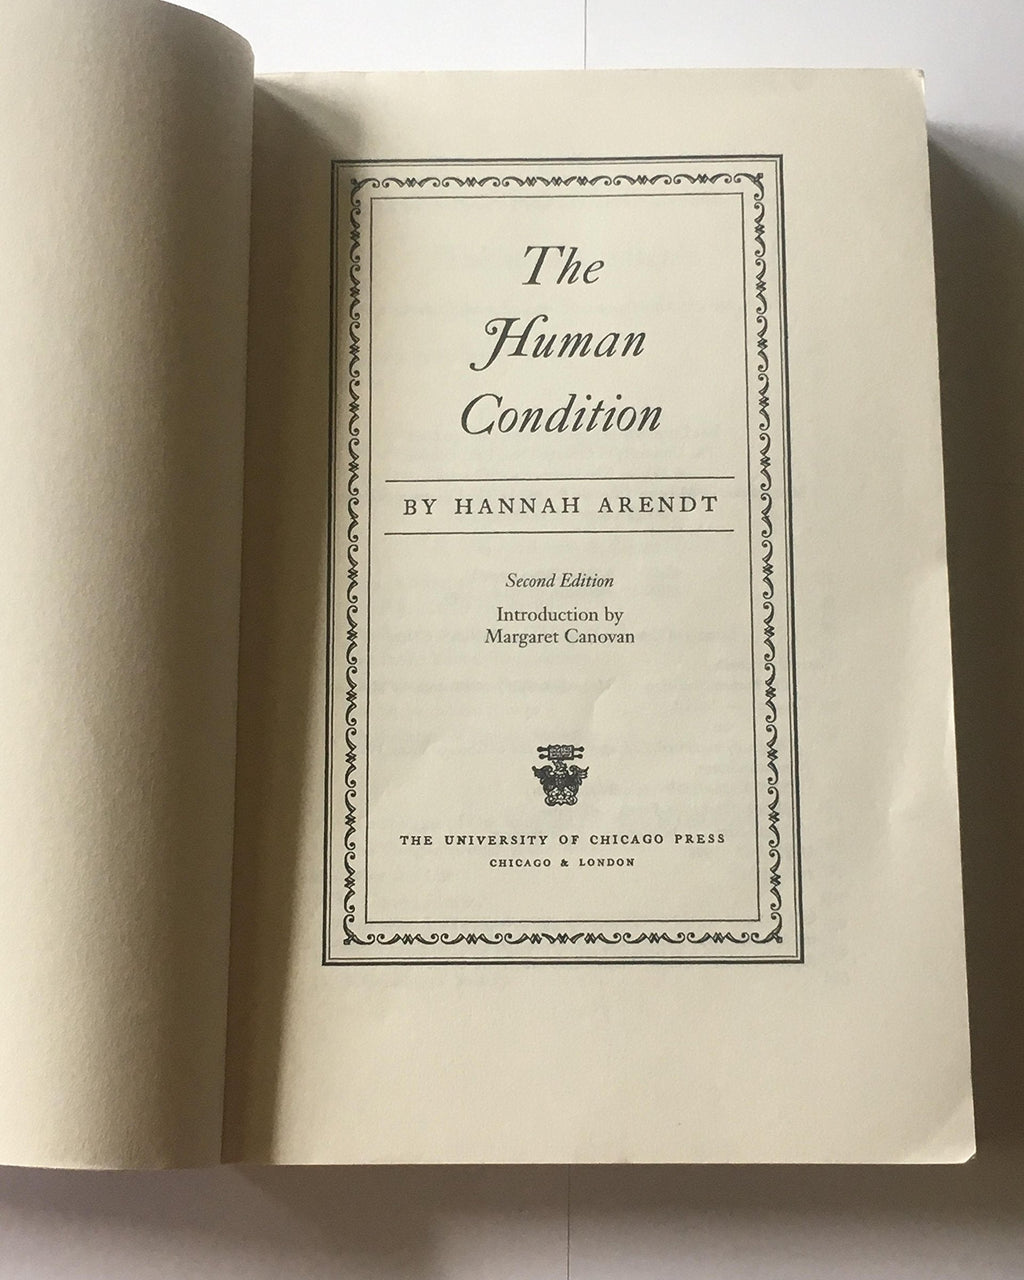 The
Human
Condition
BY HANNAH ARENDT
Second Edition
Introduction by
Margaret Canovan
THE UNIVERSITY OF CHICAGO PRESS
CHICAGO & LONDON